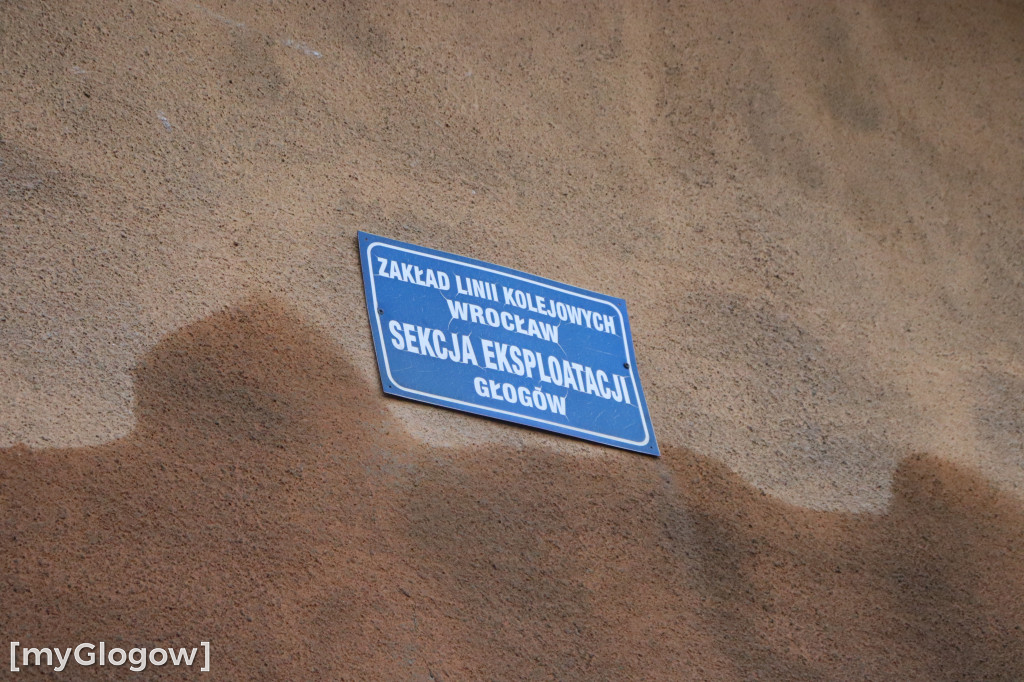 ZAKŁAD LINII KOLEJOWYCH
WROCŁAW
SEKCJA EKSPLOATACJI
GŁOGÓW
[myGlogow]